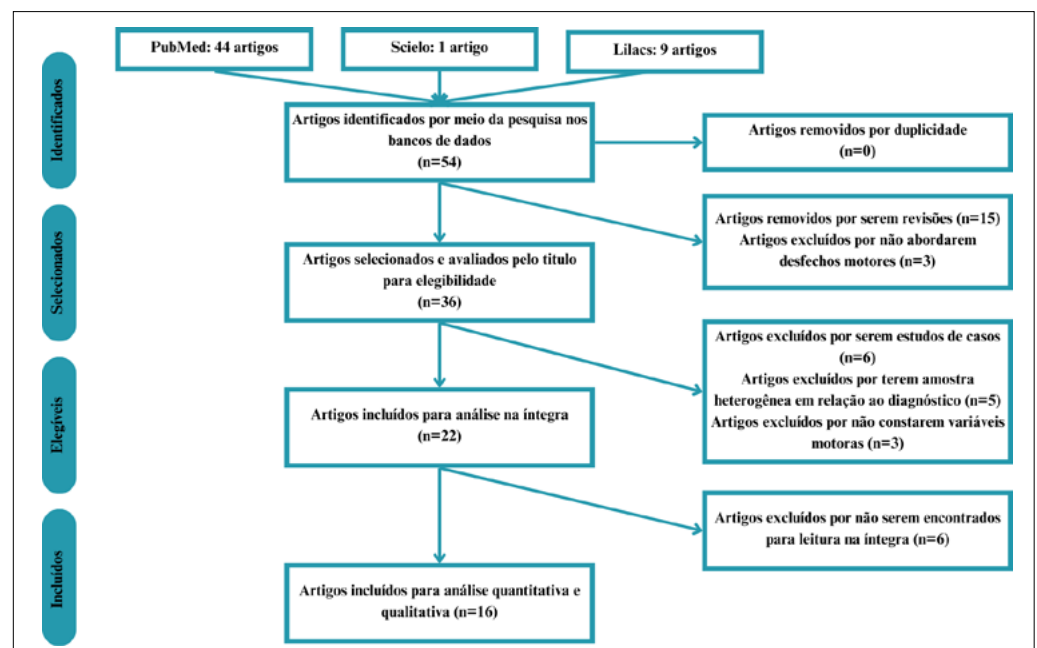 PubMed: 44 artigos
Scielo: 1 artigo
Lilacs: 9 artigos
Identificados
Artigos identificados por meio da pesquisa nos
bancos de dados
(n=54)
Artigos removidos por duplicidade
(n=0)
Selecionados
Artigos removidos por serem revisões (n=15)
Artigos excluídos por não abordarem
desfechos motores (n=3)
Artigos selecionados e avaliados pelo titulo
para elegibilidade
(n=36)
Elegíveis
Artigos excluídos por serem estudos de casos
(n=6)
Artigos excluídos por terem amostra
heterogênea em relação ao diagnóstico (n=5)
Artigos excluídos por não constarem variáveis
motoras (n=3)
Artigos incluídos para análise na íntegra
(n=22)
Incluídos
Artigos excluídos por não serem encontrados
para leitura na íntegra (n=6)
Artigos incluídos para análise quantitativa e
qualitativa (n=16)